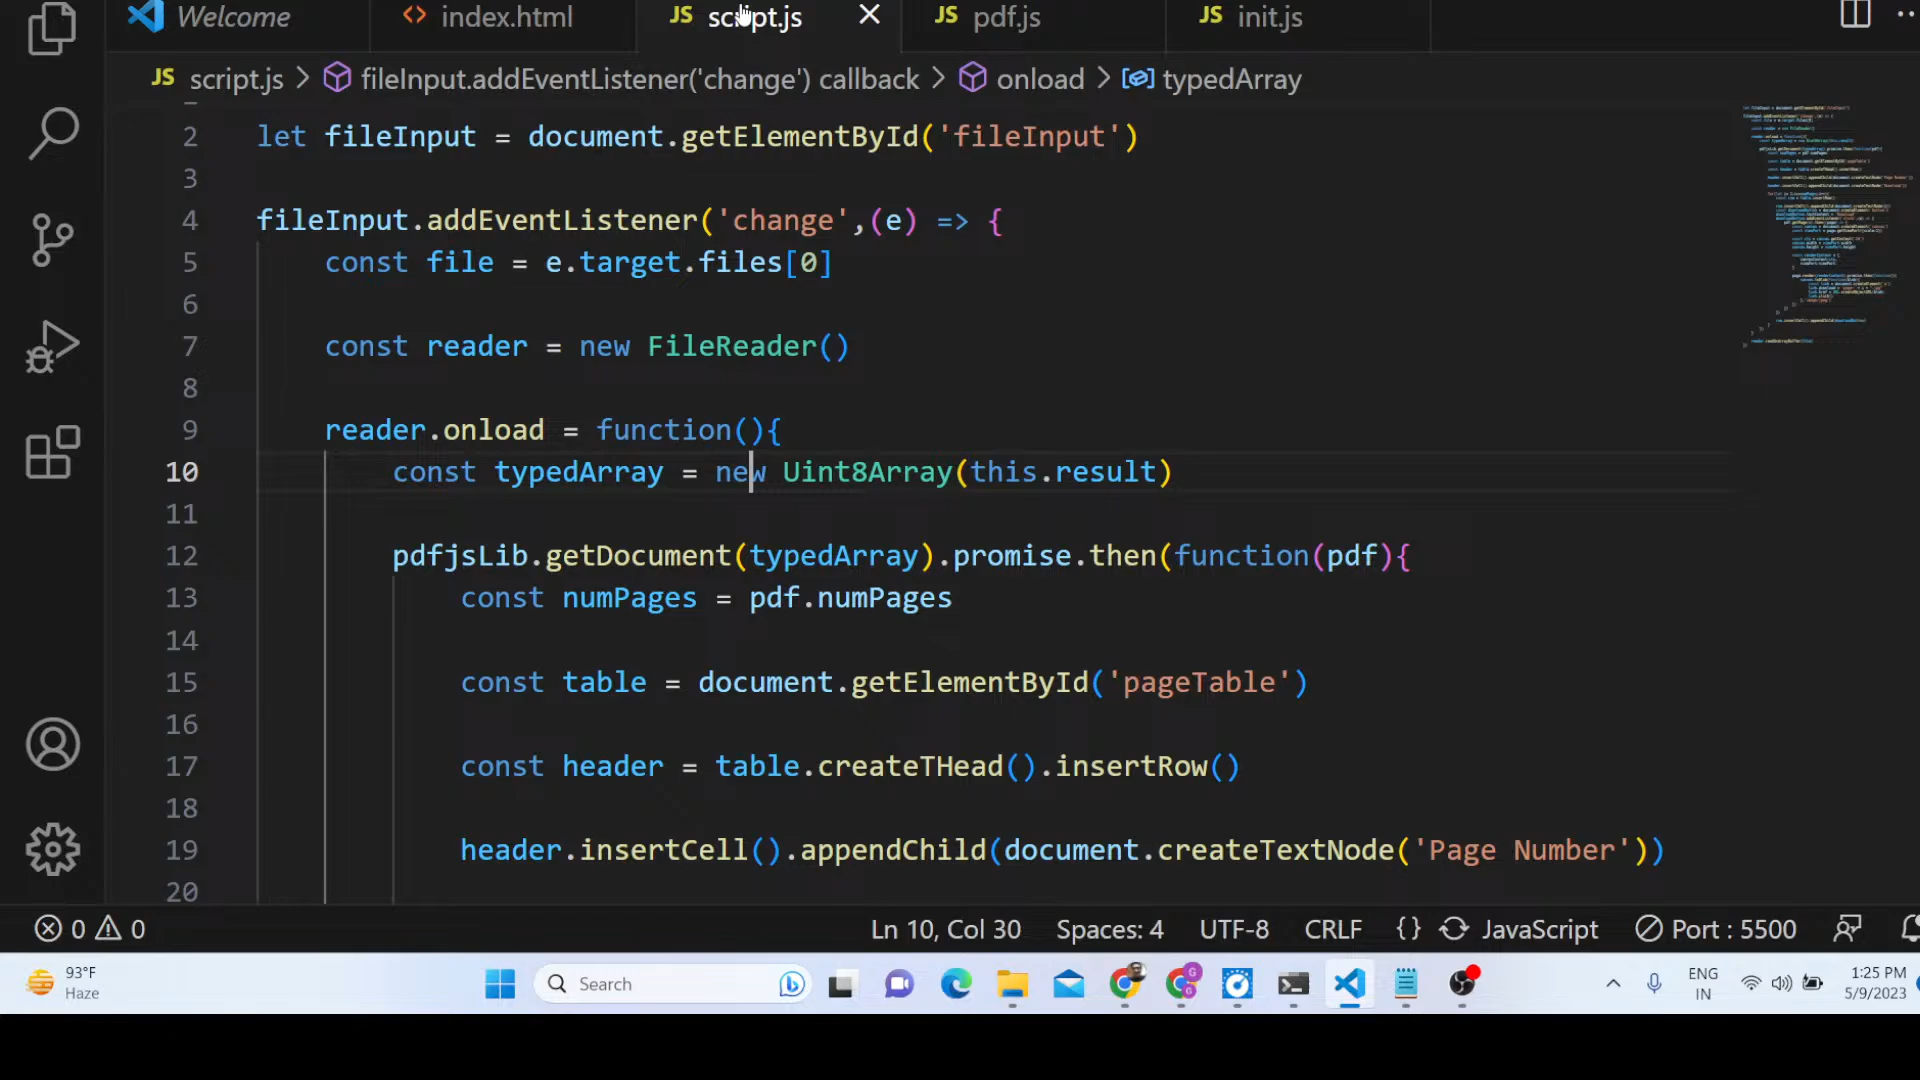 Welcome
<> index.html
JS script.js
JS pdf.js
JS init.js
JS script.js > fileInput.addEventListener('change') callback > onload > typedArray
2 let fileInput = document.getElementById('fileInput')
3
4 fileInput.addEventListener('change',(e) => {
5 const file = e.target.files[0]
6
7 const reader = new FileReader()
8
9 reader.onload = function(){
10 const typedArray = new Uint8Array(this.result)
11
12 pdfjsLib.getDocument(typedArray).promise.then(function(pdf){
13 const numPages = pdf.numPages
14
15 const table = document.getElementById('pageTable')
16
17 const header = table.createTHead().insertRow()
18
19 header.insertCell().appendChild(document.createTextNode('Page Number'))
20
0 0 Ln 10, Col 30 Spaces: 4 UTF-8 CRLF {} JavaScript Port : 5500
93°F
Haze
Search
ENG
IN
1:25 PM
5/9/2023